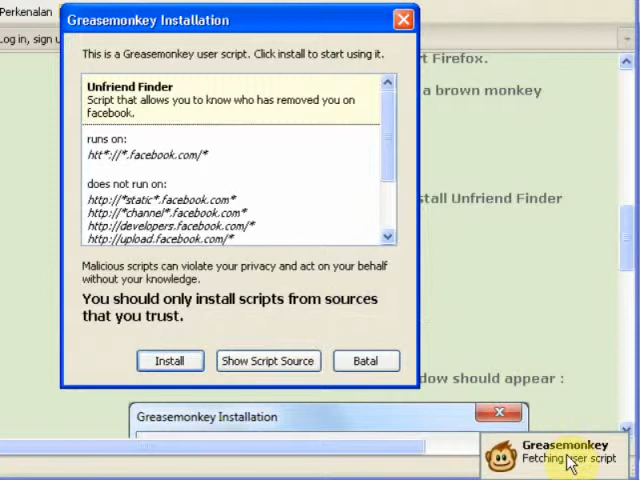 Perkenalan
Log in, sign u
Greasemonkey Installation
This is a Greasemonkey user script. Click install to start using it.
Unfriend Finder
Script that allows you to know who has removed you on
facebook.
runs on:
htt*://*.facebook.com/*
does not run on:
http://*static*.facebook.com*
http://*channel*.facebook.com*
http://developers.facebook.com/*
http://upload.facebook.com/*
Malicious scripts can violate your privacy and act on your behalf
without your knowledge.
You should only install scripts from sources
that you trust.
Install
Show Script Source
Batal
rt Firefox.
a brown monkey
stall Unfriend Finder
dow should appear :
Greasemonkey Installation
Greasemonkey
Fetching user script